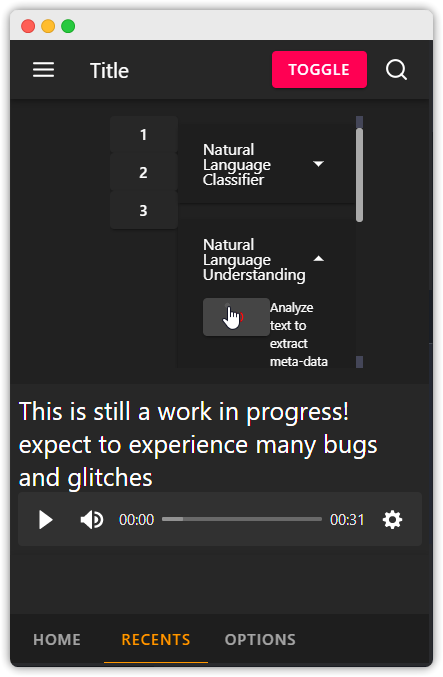 Title
TOGGLE
1
2
3
Natural
Language
Classifier
Natural
Language
Understanding
Analyze
text to
extract
meta-data
This is still a work in progress!
expect to experience many bugs
and glitches
00:00
00:31
HOME
RECENTS
OPTIONS